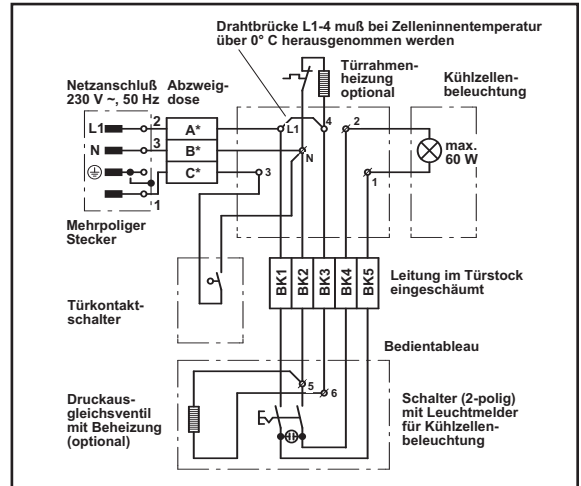 Drahtbrücke L1-4 muß bei Zelleninnentemperatur
über 0° C herausgenommen werden
Netzanschluß
230 V ~, 50 Hz
Abzweig-
dose
Türrahmen-
heizung
optional
Kühlzellen-
beleuchtung
L1
2
A*
L1
4
2
N
3
B*
N
max.
60 W
C*
3
1
1
Mehrpoliger
Stecker
BK1
BK2
BK3
BK4
BK5
Leitung im Türstock
eingeschäumt
Türkontakt-
schalter
Bedientableau
5
6
Druckaus-
gleichsventil
mit Beheizung
(optional)
Schalter (2-polig)
mit Leuchtmelder
für Kühlzellen-
beleuchtung